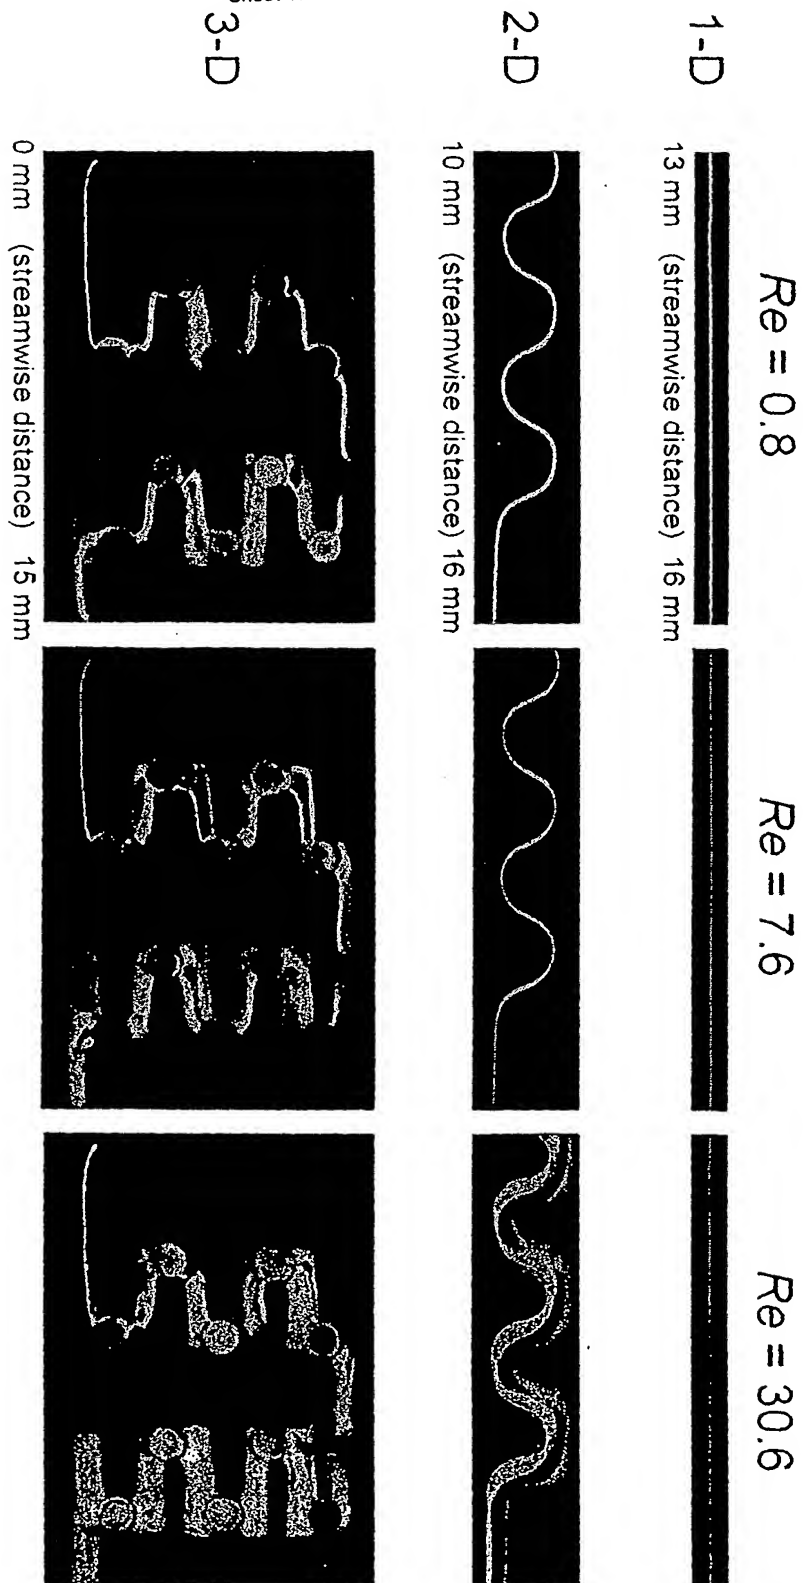 Re = 0.8
Re = 7.6
Re = 30.6
1-D
13 mm (streamwise distance) 16 mm
2-D
10 mm (streamwise distance) 16 mm
3-D
0 mm (streamwise distance) 15 mm